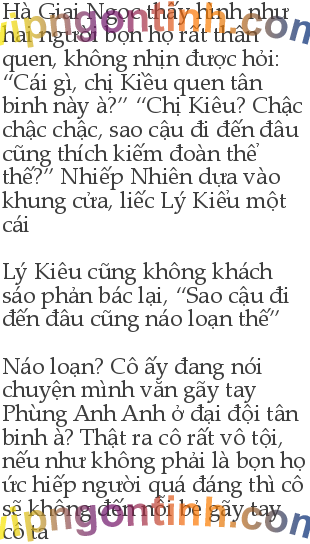 Hà Giai Ngọc thấy hình như
hai người bọn họ rất thân
quen, không nhịn được hỏi:
“Cái gì, chị Kiều quen tân
binh này à?” “Chị Kiêu? Chậc
chậc chậc, sao cậu đi đến đâu
cũng thích kiếm đoàn thể
thế?” Nhiếp Nhiên dựa vào
khung cửa, liếc Lý Kiểu một
cái
Lý Kiêu cũng không khách
sáo phản bác lại, “Sao cậu đi
đến đâu cũng náo loạn thế”
Náo loạn? Cô ấy đang nói
chuyện mình vặn gãy tay
Phùng Anh Anh ở đại đội tân
binh à? Thật ra cô rất vô tội,
nếu như không phải là bọn họ
ức hiếp người quá đáng thì cô
sẽ không đến nỗi bẻ gãy tay
cô ta
vipngontinh.com
vipngontinh.com